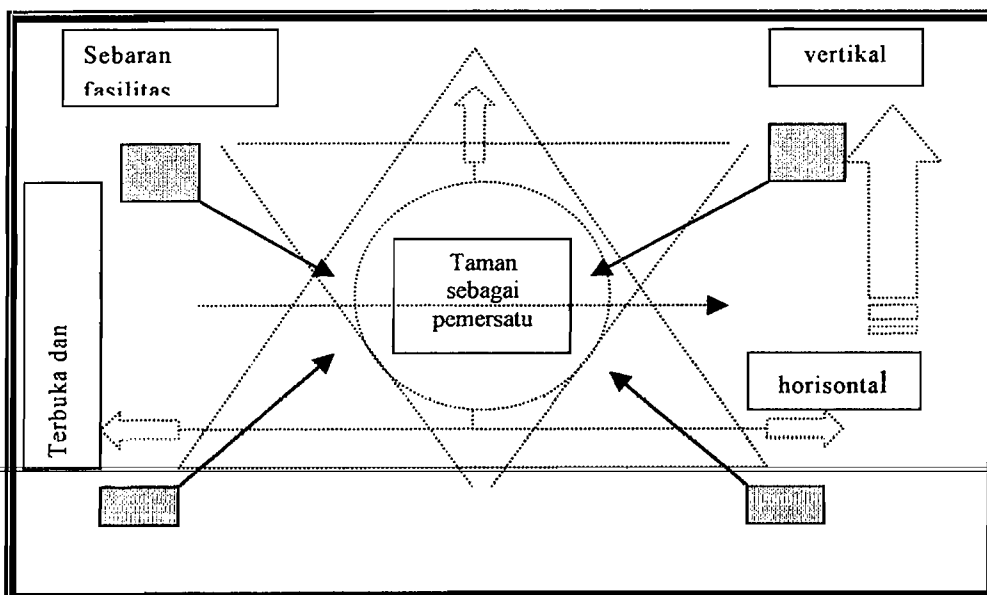 Sebaran
fasilitas
vertikal
Taman
sebagai
pemersatu
Terbuka dan
horisontal